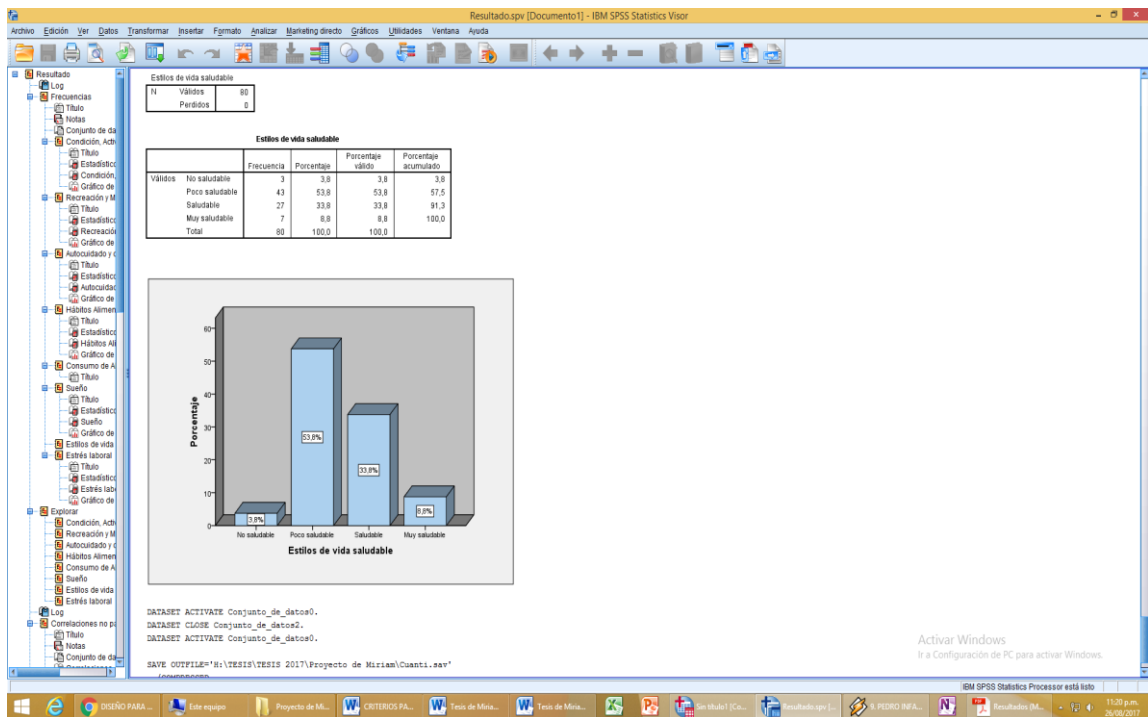 Resultado.spv [Documento1] - IBM SPSS Statistics Visor
Archivo Edición Ver Datos Transformar Insertar Formato Analizar Marketing directo Gráficos Utilidades Ventana Ayuda
Resultado
Log
Frecuencias
Título
Notas
Conjunto de da
Condición, Acti
Título
Estadístic
Condición,
Gráfico de
Recreación y M
Título
Estadístic
Recreació
Gráfico de
Autocuidado y c
Título
Estadístic
Autocuidad
Gráfico de
Hábitos Alimen
Título
Estadístic
Hábitos Ali
Gráfico de
Consumo de A
Título
Sueño
Título
Estadístic
Sueño
Gráfico de
Estilos de vida
Estrés laboral
Título
Estadístic
Estrés lab
Gráfico de
Explorar
Condición, Acti
Recreación y M
Autocuidado y c
Hábitos Alimen
Consumo de A
Sueño
Estilos de vida
Estrés laboral
Log
Correlaciones no pa
Título
Notas
Conjunto de da
Estilos de vida saludable
N Válidos 80
Perdidos 0
Estilos de vida saludable
Frecuencia Porcentaje Porcentaje válido Porcentaje acumulado
Válidos No saludable 3 3,8 3,8 3,8
Poco saludable 43 53,8 53,8 57,5
Saludable 27 33,8 33,8 91,3
Muy saludable 7 8,8 8,8 100,0
Total 80 100,0 100,0
Porcentaje
60
50
40
30
20
10
0
3,8%
53,8%
33,8%
8,8%
No saludable Poco saludable Saludable Muy saludable
Estilos de vida saludable
DATASET ACTIVATE Conjunto_de_datos0.
DATASET CLOSE Conjunto_de_datos2.
DATASET ACTIVATE Conjunto_de_datos0.
SAVE OUTFILE='H:\TESIS\TESIS 2017\Proyecto de Miriam\Cuanti.sav'
Activar Windows
Ir a Configuración de PC para activar Windows.
IBM SPSS Statistics Processor está listo
DISEÑO PARA ... Este equipo Proyecto de Mi... CRITERIOS PA... Tesis de Miria... Tesis de Miria... Sin título1 [Co... Resultado.spv [... 9. PEDRO INFA... Resultados (M... 11:20 p.m.
26/08/2017